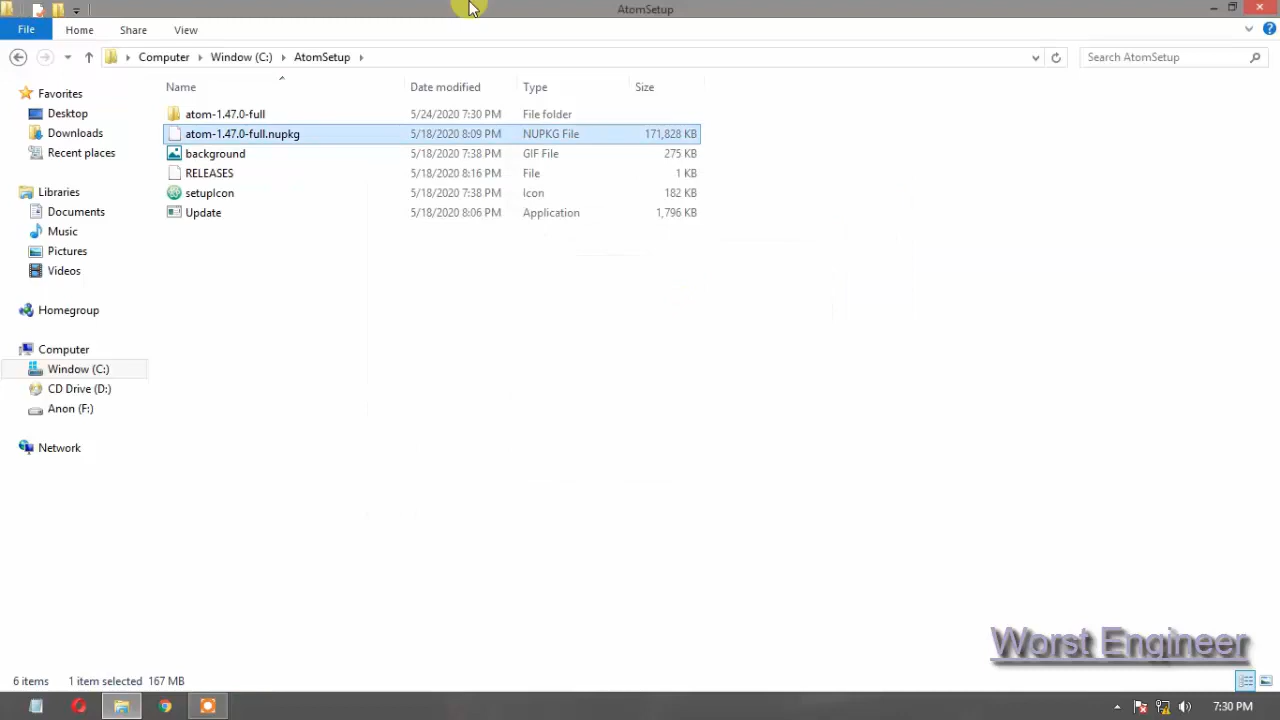 AtomSetup
File Home Share View
Computer Window (C:) AtomSetup Search AtomSetup
Name Date modified Type Size
Favorites
Desktop
Downloads
Recent places
Libraries
Documents
Music
Pictures
Videos
Homegroup
Computer
Window (C:)
CD Drive (D:)
Anon (F:)
Network
atom-1.47.0-full 5/24/2020 7:30 PM File folder
atom-1.47.0-full.nupkg 5/18/2020 8:09 PM NUPKG File 171,828 KB
background 5/18/2020 7:38 PM GIF File 275 KB
RELEASES 5/18/2020 8:16 PM File 1 KB
setupIcon 5/18/2020 7:38 PM Icon 182 KB
Update 5/18/2020 8:06 PM Application 1,796 KB
Worst Engineer
6 items 1 item selected 167 MB
7:30 PM